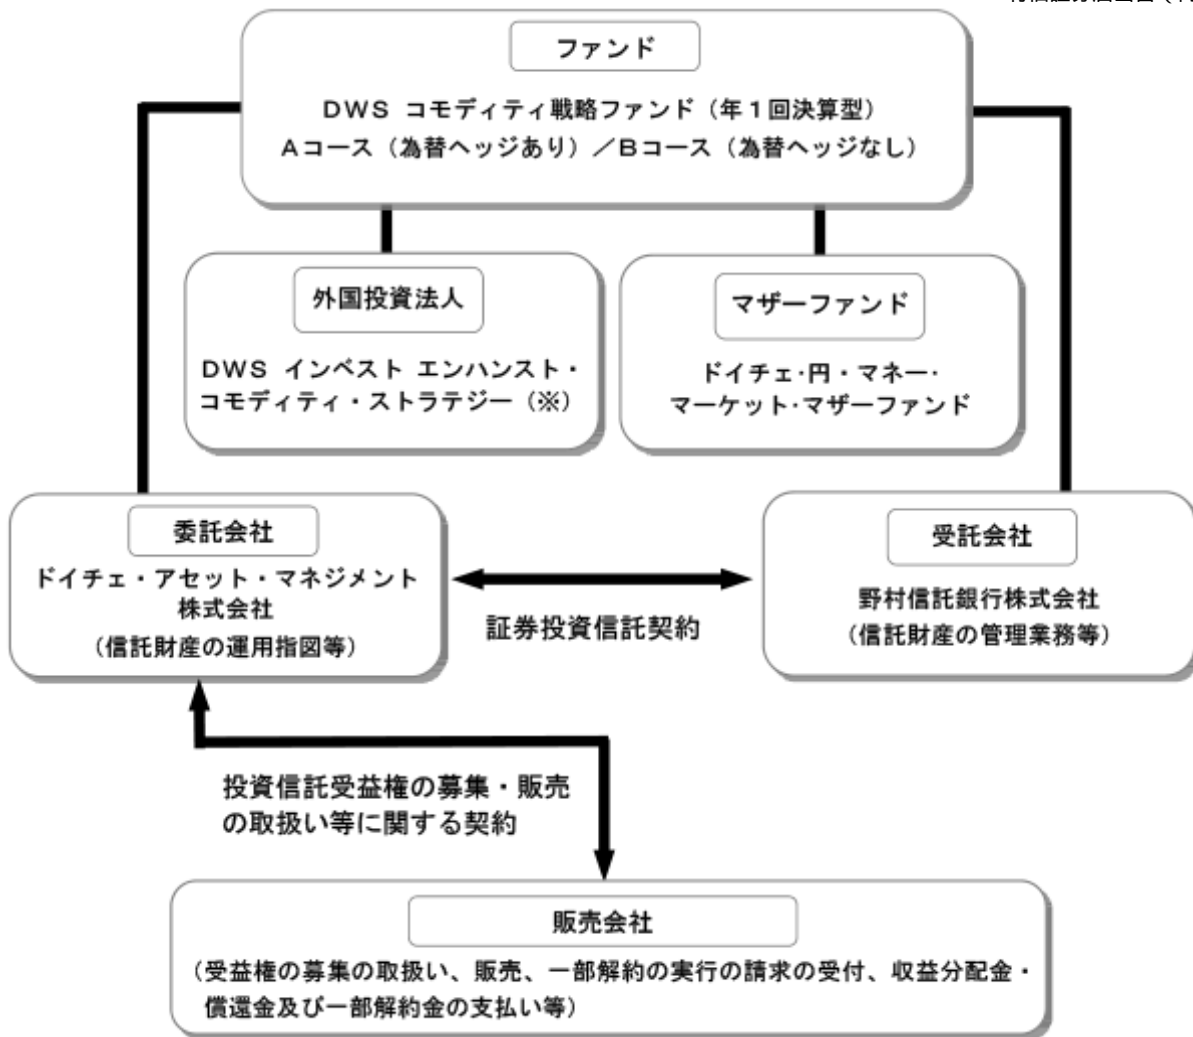 ファンド
DWS コモディティ戦略ファンド（年１回決算型）
Aコース（為替ヘッジあり）／Bコース（為替ヘッジなし）
外国投資法人
DWS インベスト エンハンスト・
コモディティ・ストラテジー（※）
マザーファンド
ドイチェ・円・マネー・
マーケット・マザーファンド
委託会社
ドイチェ・アセット・マネジメント
株式会社
（信託財産の運用指図等）
証券投資信託契約
受託会社
野村信託銀行株式会社
（信託財産の管理業務等）
投資信託受益権の募集・販売
の取扱い等に関する契約
販売会社
（受益権の募集の取扱い、販売、一部解約の実行の請求の受付、収益分配金・
償還金及び一部解約金の支払い等）